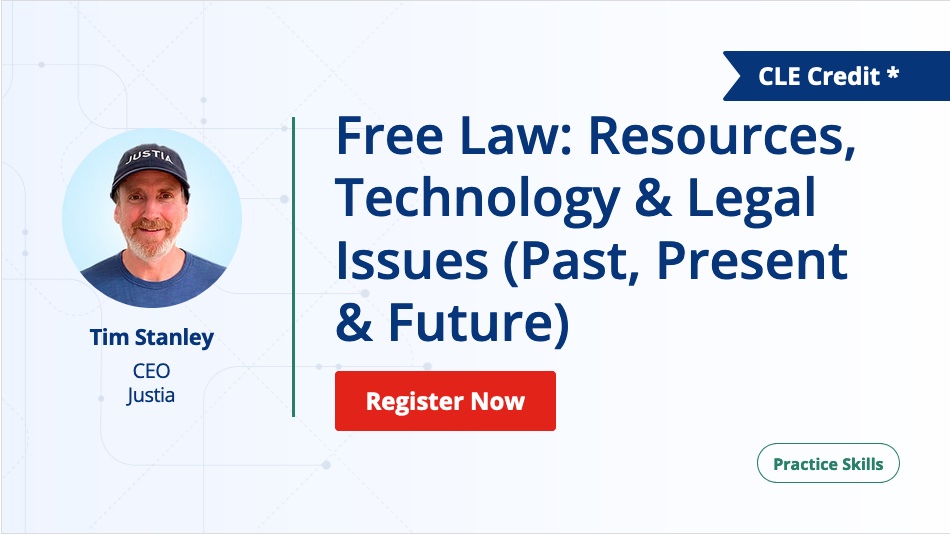 CLE Credit *
JUSTIA
Free Law: Resources,
Technology & Legal
Issues (Past, Present
& Future)
Tim Stanley
CEO
Justia
Register Now
Practice Skills